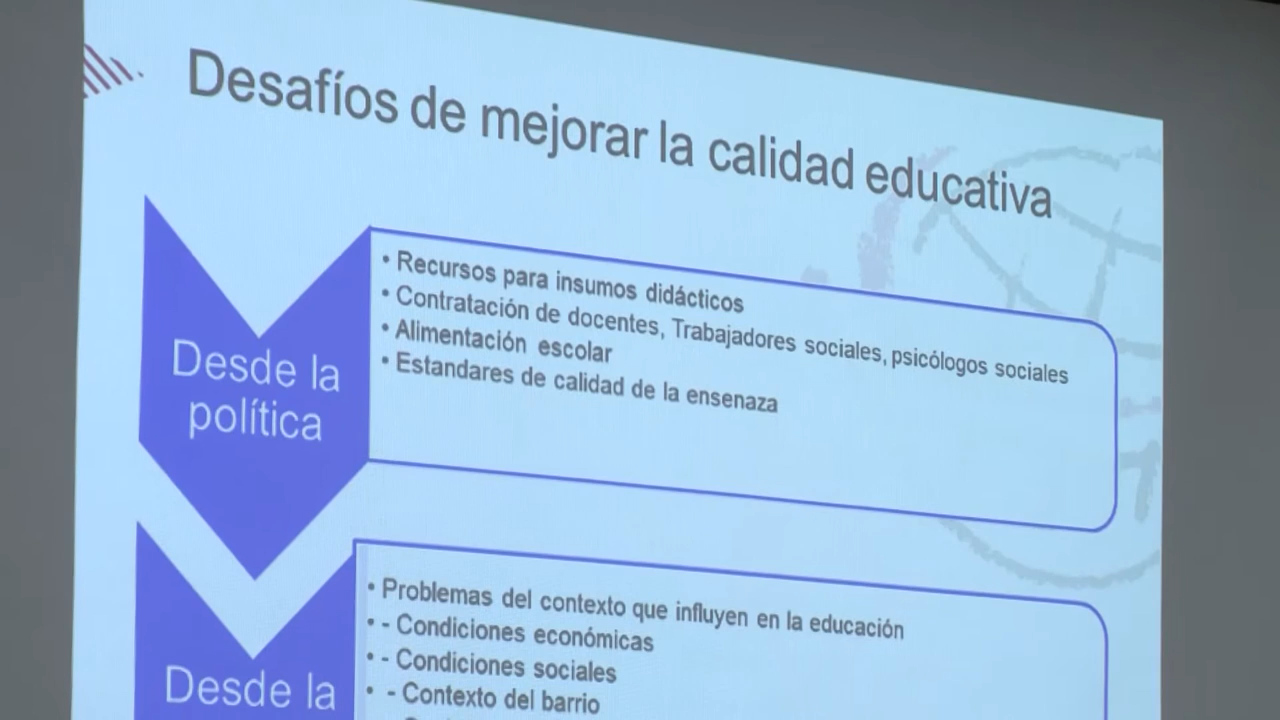 Desafíos de mejorar la calidad educativa
Desde la
política
• Recursos para insumos didácticos
• Contratación de docentes, Trabajadores sociales, psicólogos sociales
• Alimentación escolar
• Estandares de calidad de la ensenaza
Desde la
• Problemas del contexto que influyen en la educación
• - Condiciones económicas
• - Condiciones sociales
• - Contexto del barrio